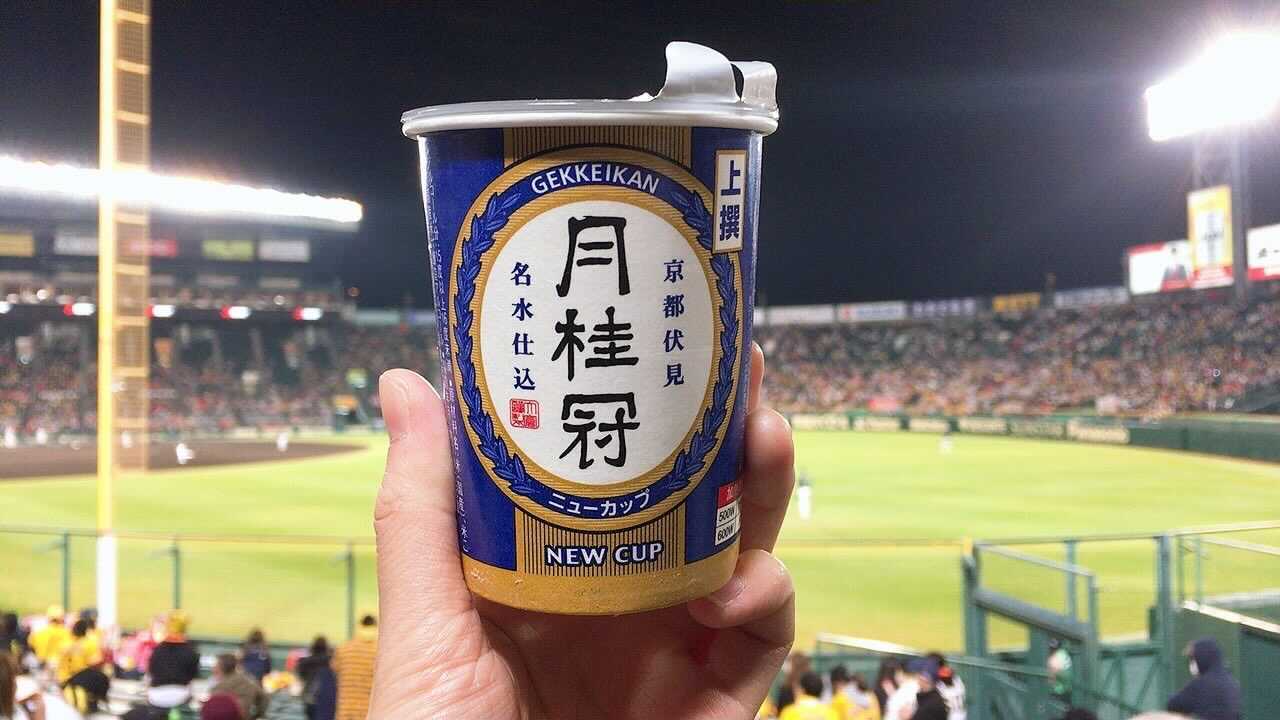 GEKKEIKAN
上撰
月桂冠
京都伏見
名水仕込
ニューカップ
NEW CUP
500W
600W